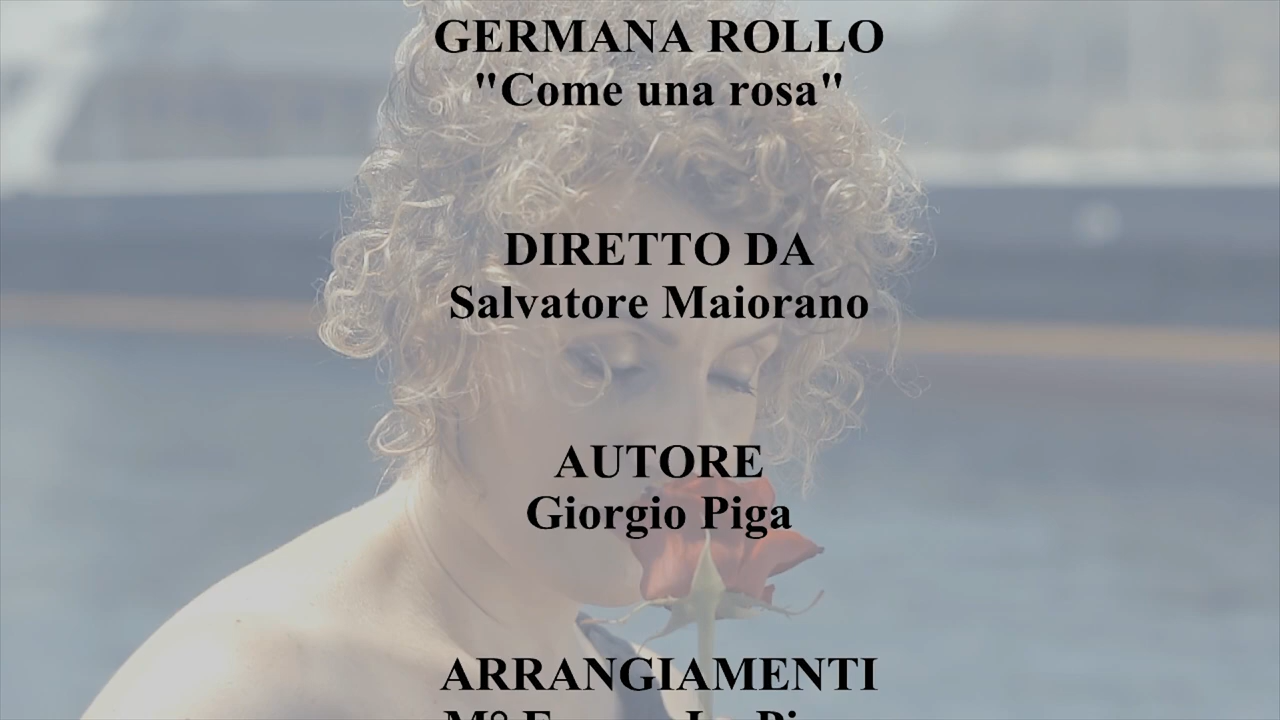 GERMANA ROLLO
"Come una rosa"
DIRETTO DA
Salvatore Maiorano
AUTORE
Giorgio Piga
ARRANGIAMENTI
M°